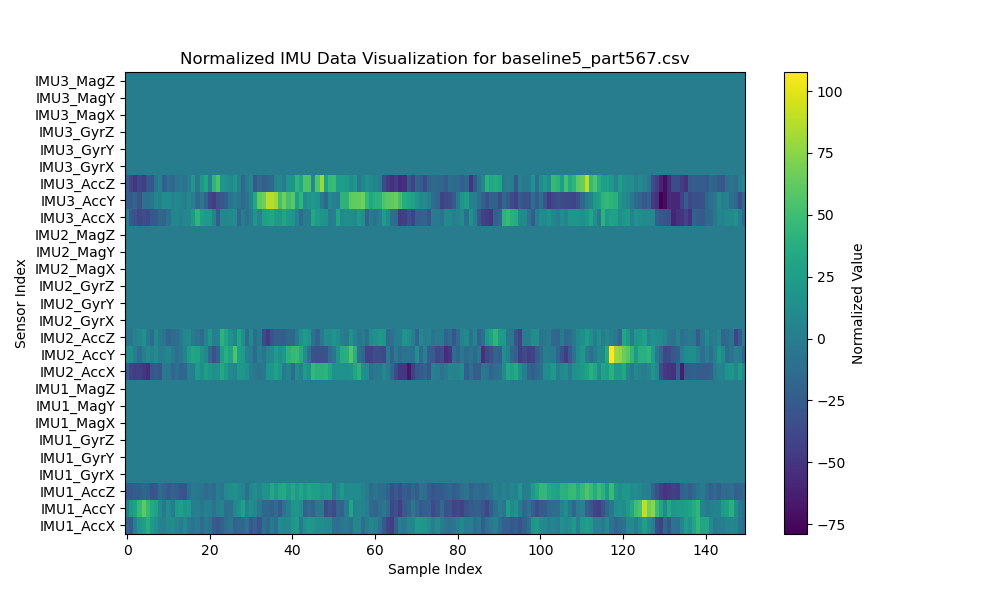 Normalized IMU Data Visualization for baseline5_part567.csv
IMU3_MagZ
IMU3_MagY
IMU3_MagX
IMU3_GyrZ
IMU3_GyrY
IMU3_GyrX
IMU3_AccZ
IMU3_AccY
IMU3_AccX
IMU2_MagZ
IMU2_MagY
IMU2_MagX
IMU2_GyrZ
IMU2_GyrY
IMU2_GyrX
IMU2_AccZ
IMU2_AccY
IMU2_AccX
IMU1_MagZ
IMU1_MagY
IMU1_MagX
IMU1_GyrZ
IMU1_GyrY
IMU1_GyrX
IMU1_AccZ
IMU1_AccY
IMU1_AccX
Sensor Index
0 20 40 60 80 100 120 140
Sample Index
100
75
50
25
0
−25
−50
−75
Normalized Value